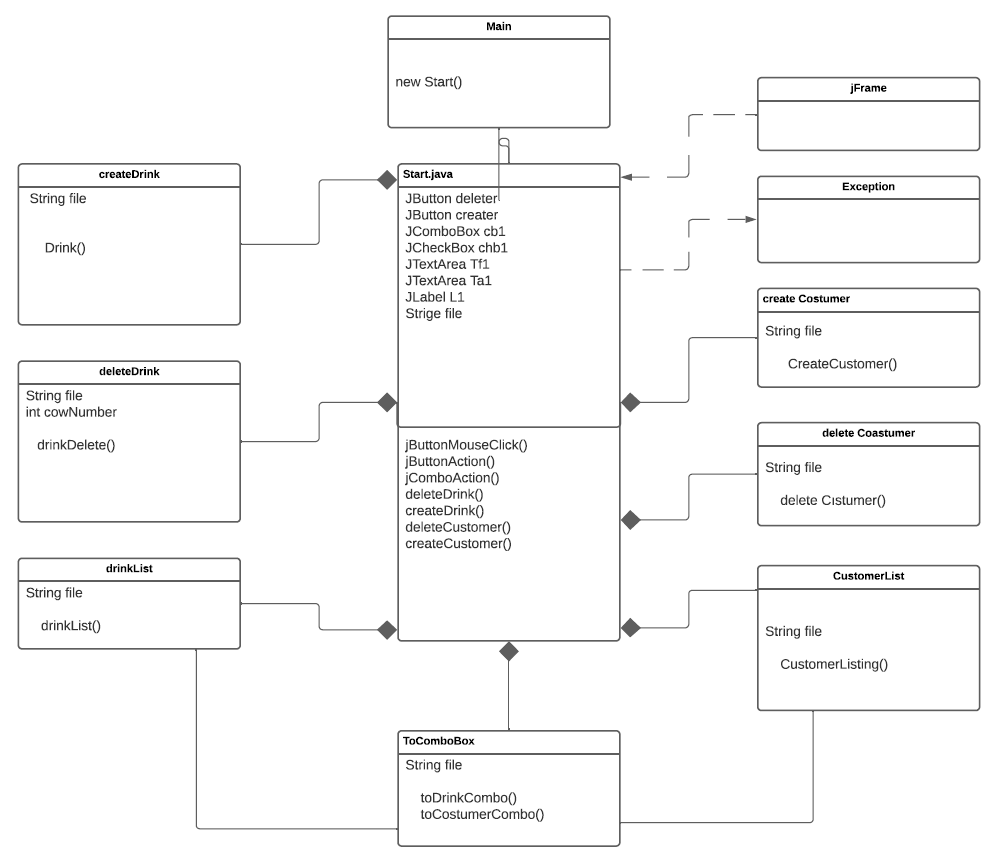 Main
new Start()
jFrame
createDrink
String file
Drink()
Start.java
JButton deleter
JButton creater
JComboBox cb1
JCheckBox chb1
JTextArea Tf1
JTextArea Ta1
JLabel L1
Strige file
jButtonMouseClick()
jButtonAction()
jComboAction()
deleteDrink()
createDrink()
deleteCustomer()
createCustomer()
Exception
create Costumer
String file
CreateCustomer()
deleteDrink
String file
int cowNumber
drinkDelete()
delete Coastumer
String file
delete Cıstumer()
drinkList
String file
drinkList()
CustomerList
String file
CustomerListing()
ToComboBox
String file
toDrinkCombo()
toCostumerCombo()